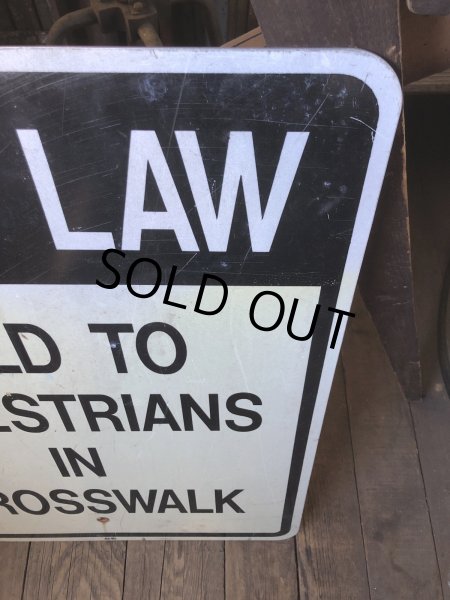 LAW
SOLD OUT
LD TO
ESTRIANS
IN
ROSSWALK